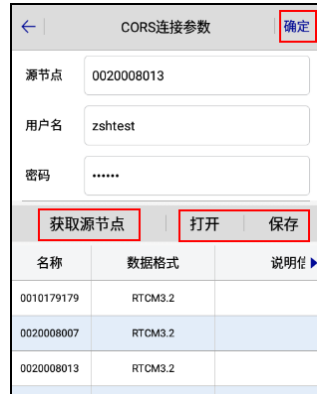 ← CORS连接参数 确定
源节点 0020008013
用户名 zshtest
密码 ••••••
获取源节点 打开 保存
名称 数据格式 说明信
0010179179 RTCM3.2
0020008007 RTCM3.2
0020008013 RTCM3.2